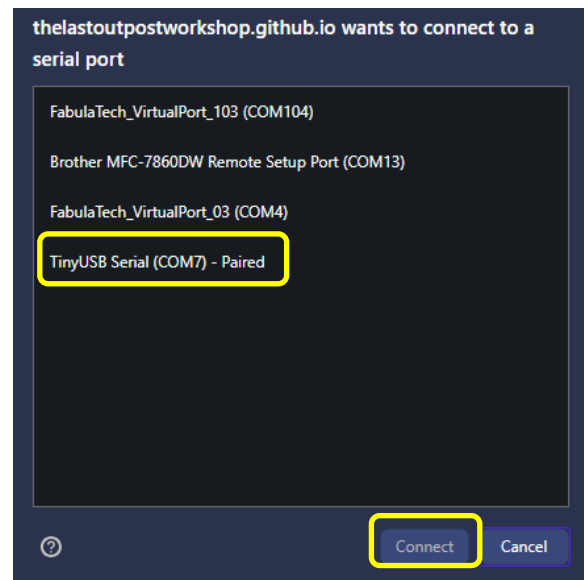 thelastoutpostworkshop.github.io wants to connect to a
serial port
FabulaTech_VirtualPort_103 (COM104)
Brother MFC-7860DW Remote Setup Port (COM13)
FabulaTech_VirtualPort_03 (COM4)
TinyUSB Serial (COM7) - Paired
? Connect Cancel